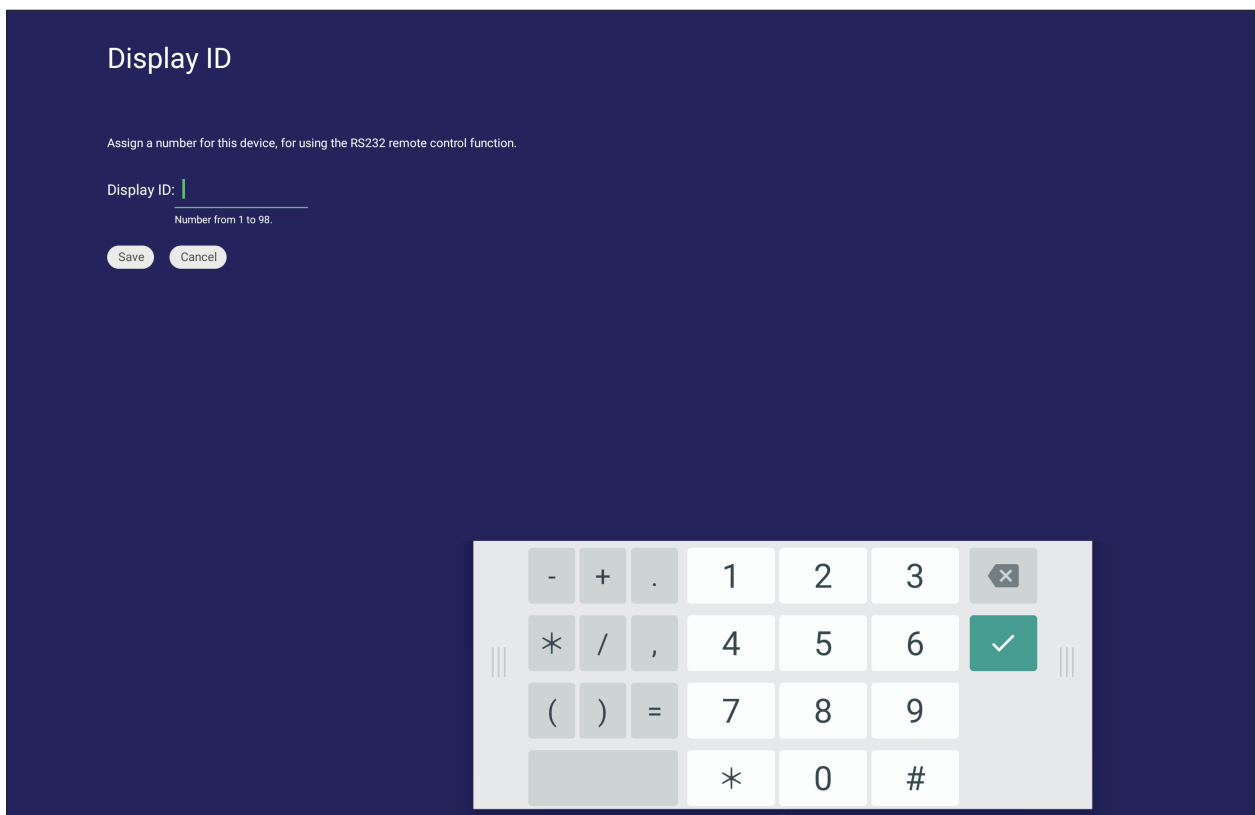 Display ID
Assign a number for this device, for using the RS232 remote control function.
Display ID:
Number from 1 to 98.
Save Cancel
- + . 1 2 3
* / , 4 5 6
( ) = 7 8 9
* 0 #